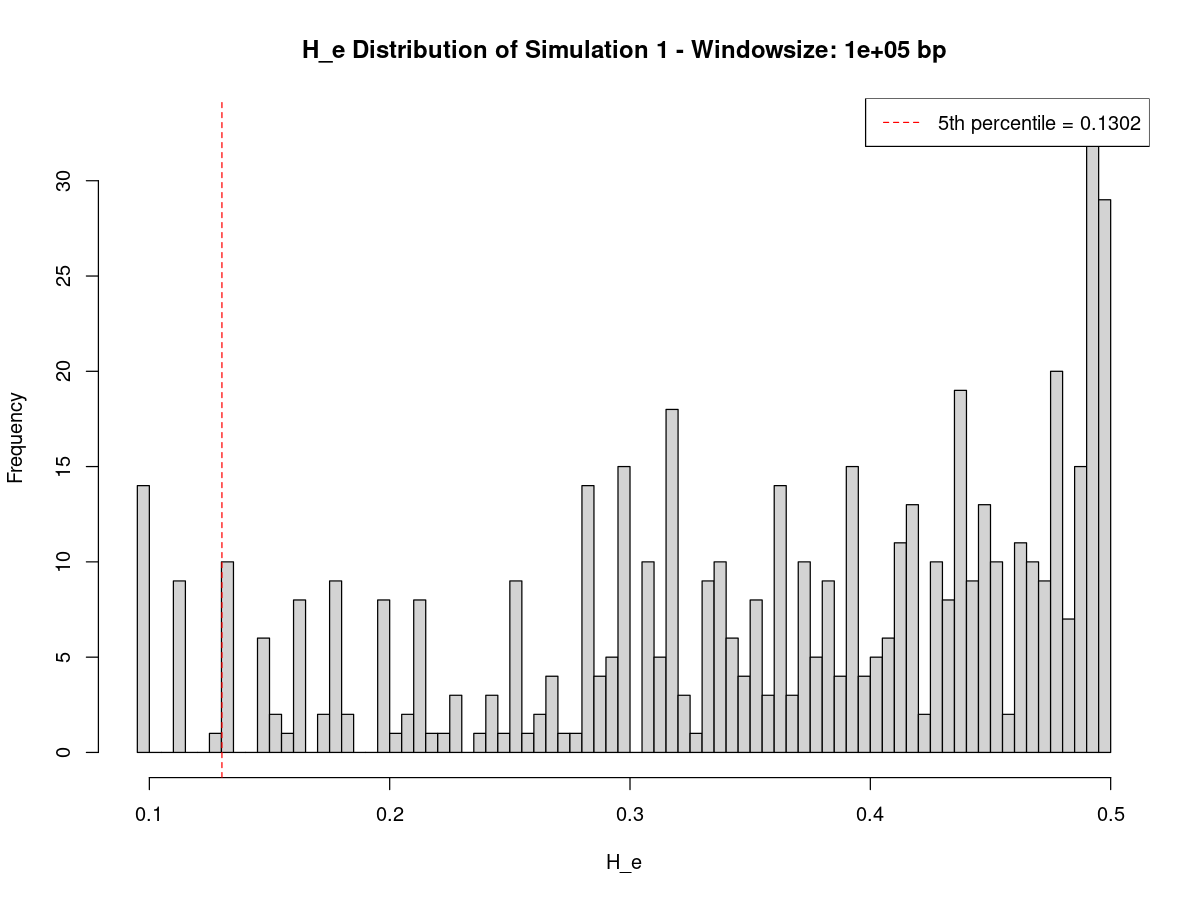 H_e Distribution of Simulation 1 - Windowsize: 1e+05 bp
5th percentile = 0.1302
Frequency
30
25
20
15
10
5
0
0.1 0.2 0.3 0.4 0.5
H_e